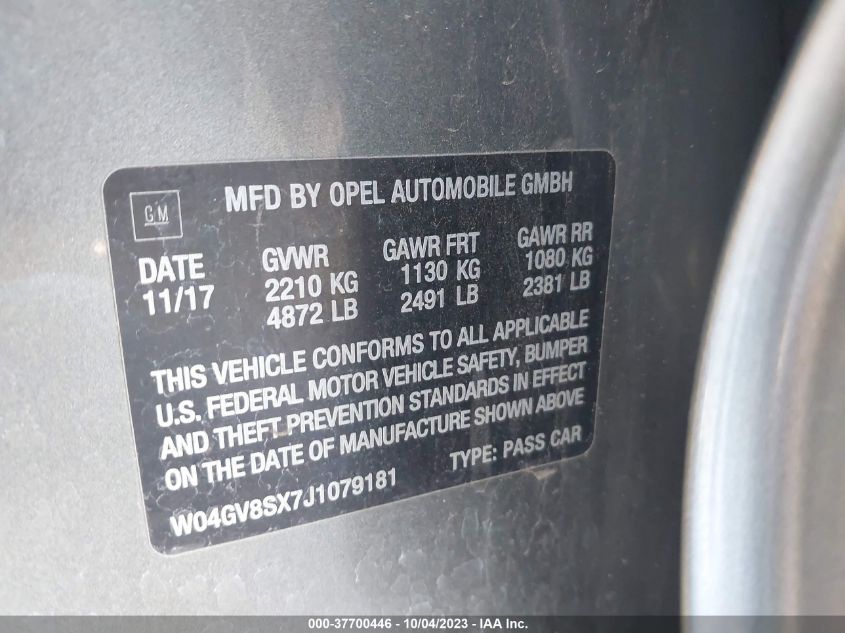 GM
MFD BY OPEL AUTOMOBILE GMBH
DATE
11/17
GVWR
2210 KG
4872 LB
GAWR FRT
1130 KG
2491 LB
GAWR RR
1080 KG
2381 LB
THIS VEHICLE CONFORMS TO ALL APPLICABLE
U.S. FEDERAL MOTOR VEHICLE SAFETY, BUMPER
AND THEFT PREVENTION STANDARDS IN EFFECT
ON THE DATE OF MANUFACTURE SHOWN ABOVE
W04GV8SX7J1079181
TYPE: PASS CAR
000-37700446 - 10/04/2023 - IAA Inc.